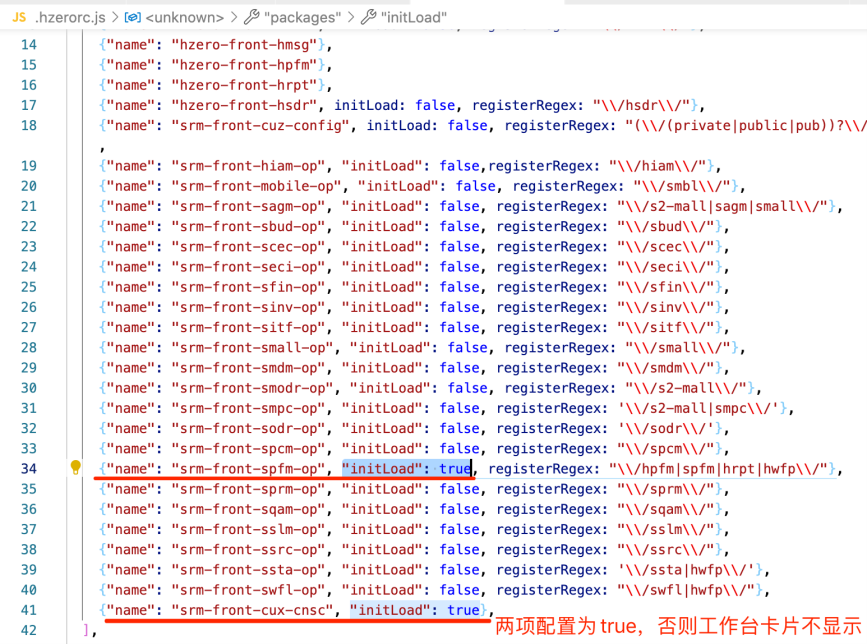 JS .hzerorc.js > <unknown> > "packages" > "initLoad"
14 {"name": "hzero-front-hmsg"},
15 {"name": "hzero-front-hpfm"},
16 {"name": "hzero-front-hrpt"},
17 {"name": "hzero-front-hsdr", initLoad: false, registerRegex: "\\/hsdr\\/"},
18 {"name": "srm-front-cuz-config", initLoad: false, registerRegex: "(\\/(private|public|pub))?\\/
,
19 {"name": "srm-front-hiam-op", "initLoad": false,registerRegex: "\\/hiam\\/"},
20 {"name": "srm-front-mobile-op", "initLoad": false, registerRegex: "\\/smbl\\/"},
21 {"name": "srm-front-sagm-op", "initLoad": false, registerRegex: "\\/s2-mall|sagm|small\\/"},
22 {"name": "srm-front-sbud-op", "initLoad": false, registerRegex: "\\/sbud\\/"},
23 {"name": "srm-front-scec-op", "initLoad": false, registerRegex: "\\/scec\\/"},
24 {"name": "srm-front-seci-op", "initLoad": false, registerRegex: "\\/seci\\/"},
25 {"name": "srm-front-sfin-op", "initLoad": false, registerRegex: "\\/sfin\\/"},
26 {"name": "srm-front-sinv-op", "initLoad": false, registerRegex: "\\/sinv\\/"},
27 {"name": "srm-front-sitf-op", "initLoad": false, registerRegex: "\\/sitf\\/"},
28 {"name": "srm-front-small-op", "initLoad": false, registerRegex: "\\/small\\/"},
29 {"name": "srm-front-smdm-op", "initLoad": false, registerRegex: "\\/smdm\\/"},
30 {"name": "srm-front-smodr-op", "initLoad": false, registerRegex: "\\/s2-mall\\/"},
31 {"name": "srm-front-smpc-op", "initLoad": false, registerRegex: '\\/s2-mall|smpc\\/'},
32 {"name": "srm-front-sodr-op", "initLoad": false, registerRegex: '\\/sodr\\/'},
33 {"name": "srm-front-spcm-op", "initLoad": false, registerRegex: "\\/spcm\\/"},
34 {"name": "srm-front-spfm-op", "initLoad": true, registerRegex: "\\/hpfm|spfm|hrpt|hwfp\\/"},
35 {"name": "srm-front-sprm-op", "initLoad": false, registerRegex: "\\/sprm\\/"},
36 {"name": "srm-front-sqam-op", "initLoad": false, registerRegex: "\\/sqam\\/"},
37 {"name": "srm-front-sslm-op", "initLoad": false, registerRegex: "\\/sslm\\/"},
38 {"name": "srm-front-ssrc-op", "initLoad": false, registerRegex: "\\/ssrc\\/"},
39 {"name": "srm-front-ssta-op", "initLoad": false, registerRegex: '\\/ssta|hwfp\\/'},
40 {"name": "srm-front-swfl-op", "initLoad": false, registerRegex: "\\/swfl|hwfp\\/"},
41 {"name": "srm-front-cux-cnsc", "initLoad": true},
42 ],
两项配置为true，否则工作台卡片不显示